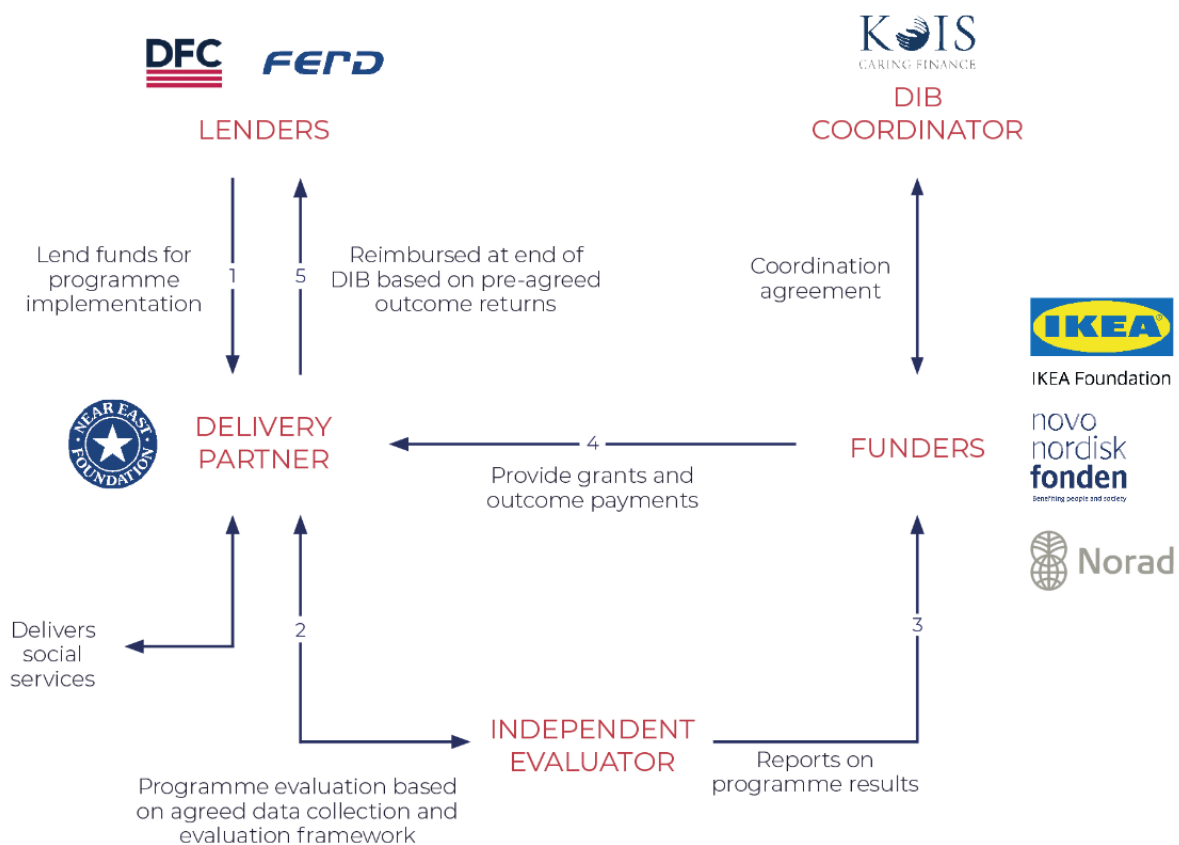 DFC
FERD
LENDERS
KOIS
CARING FINANCE
DIB
COORDINATOR
Lend funds for
programme
implementation
1
5
Reimbursed at end of
DIB based on pre-agreed
outcome returns
Coordination
agreement
IKEA®
IKEA Foundation
NEAR EAST
FOUNDATION
DELIVERY
PARTNER
4
Provide grants and
outcome payments
FUNDERS
novo
nordisk
fonden
Benefiting people and society
Norad
Delivers
social
services
2
3
INDEPENDENT
EVALUATOR
Programme evaluation based
on agreed data collection and
evaluation framework
Reports on
programme results